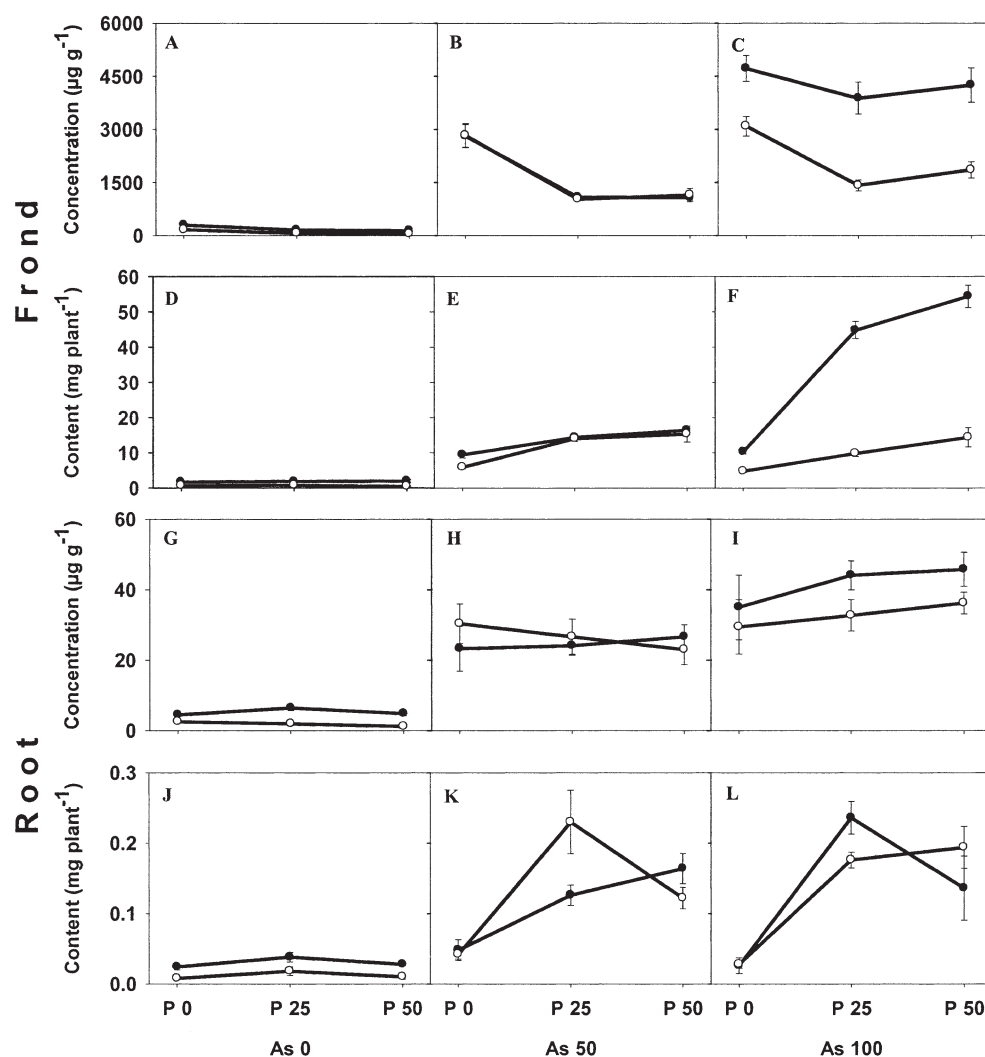 Frond
Concentration (µg g⁻¹)
6000
4500
3000
1500
0
A
B
C
Content (mg plant⁻¹)
60
50
40
30
20
10
0
D
E
F
Root
Concentration (µg g⁻¹)
60
40
20
0
G
H
I
Content (mg plant⁻¹)
0.3
0.2
0.1
0.0
J
K
L
P 0 P 25 P 50 P 0 P 25 P 50 P 0 P 25 P 50
As 0 As 50 As 100